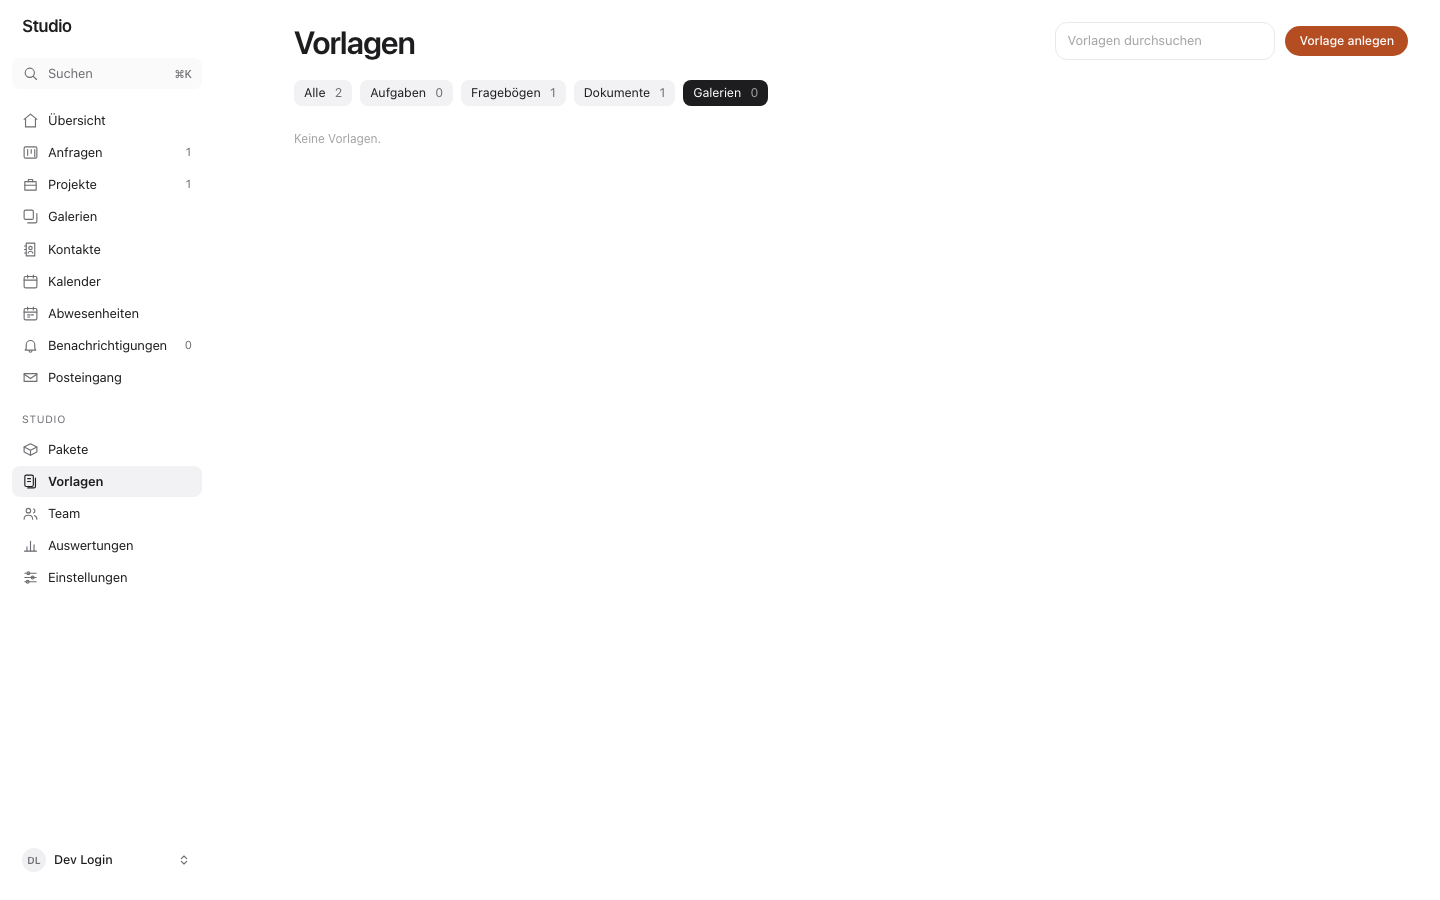 Studio
Suchen ⌘K
Übersicht
Anfragen 1
Projekte 1
Galerien
Kontakte
Kalender
Abwesenheiten
Benachrichtigungen 0
Posteingang
STUDIO
Pakete
Vorlagen
Team
Auswertungen
Einstellungen
DL Dev Login
Vorlagen
Vorlagen durchsuchen
Vorlage anlegen
Alle 2 Aufgaben 0 Fragebögen 1 Dokumente 1 Galerien 0
Keine Vorlagen.